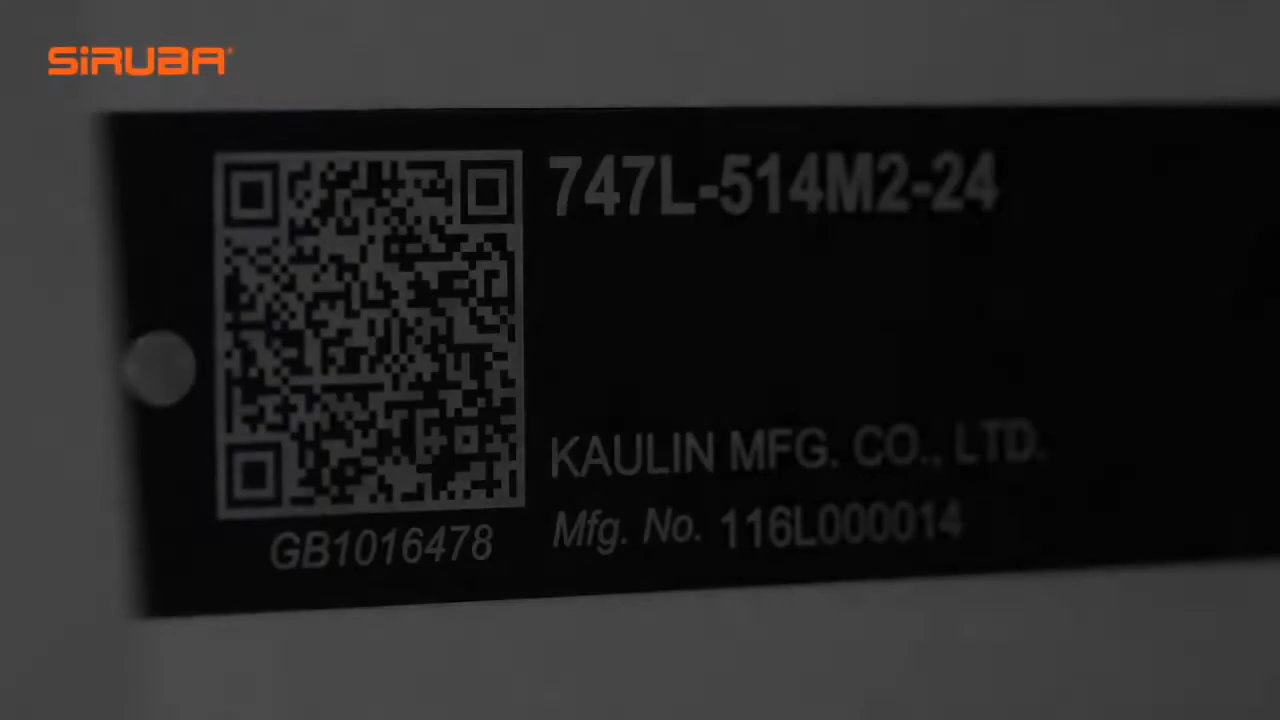 SiRUBA
747L-514M2-24
KAULIN MFG. CO., LTD.
GB1016478
Mfg. No. 116L000014